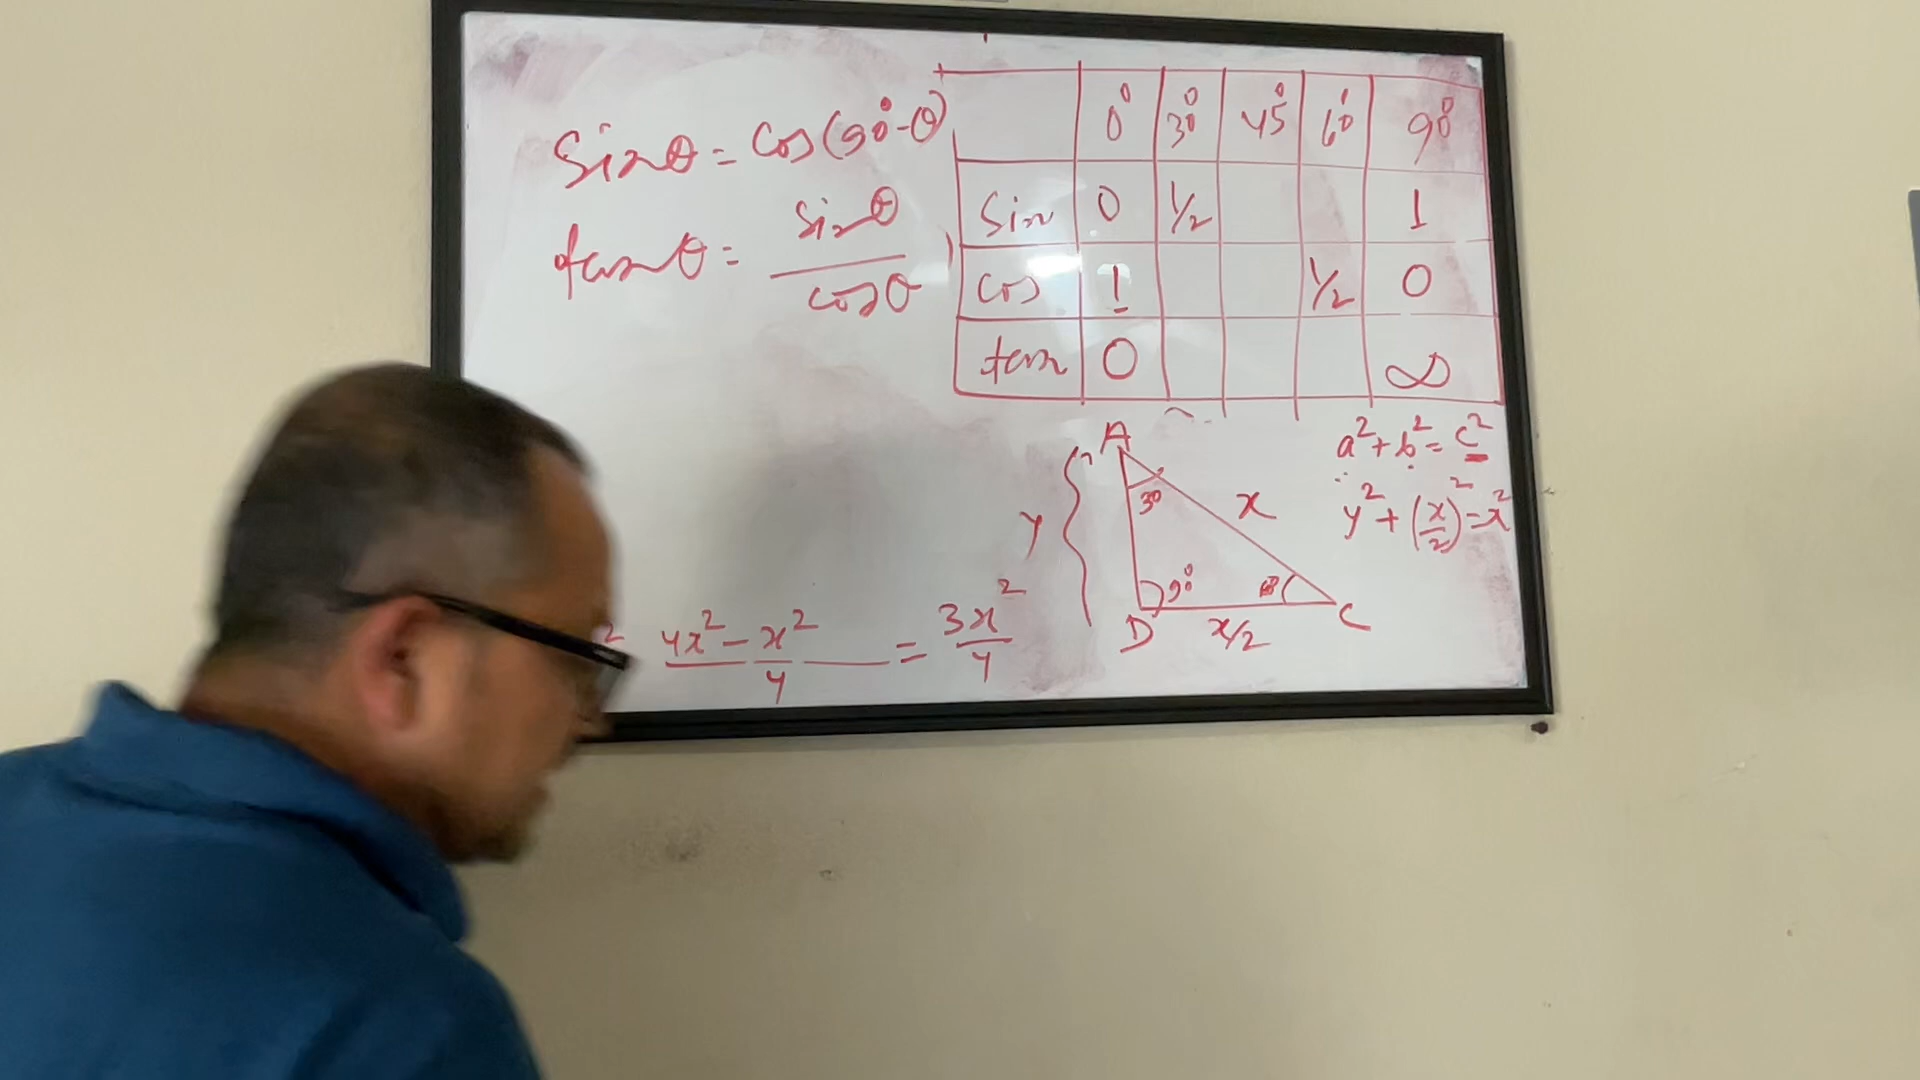 Sinθ = Cos(90°-θ)
tanθ = sinθ/cosθ
0° 30° 45° 60° 90°
Sin 0 1/2 1
Cos 1 1/2 0
tan 0 ∞
A
30
y
x
90°
60
D
x/2
C
a² + b² = c²
y² + (x/2)² = x²
² 4x² - x²/4 = 3x²/4